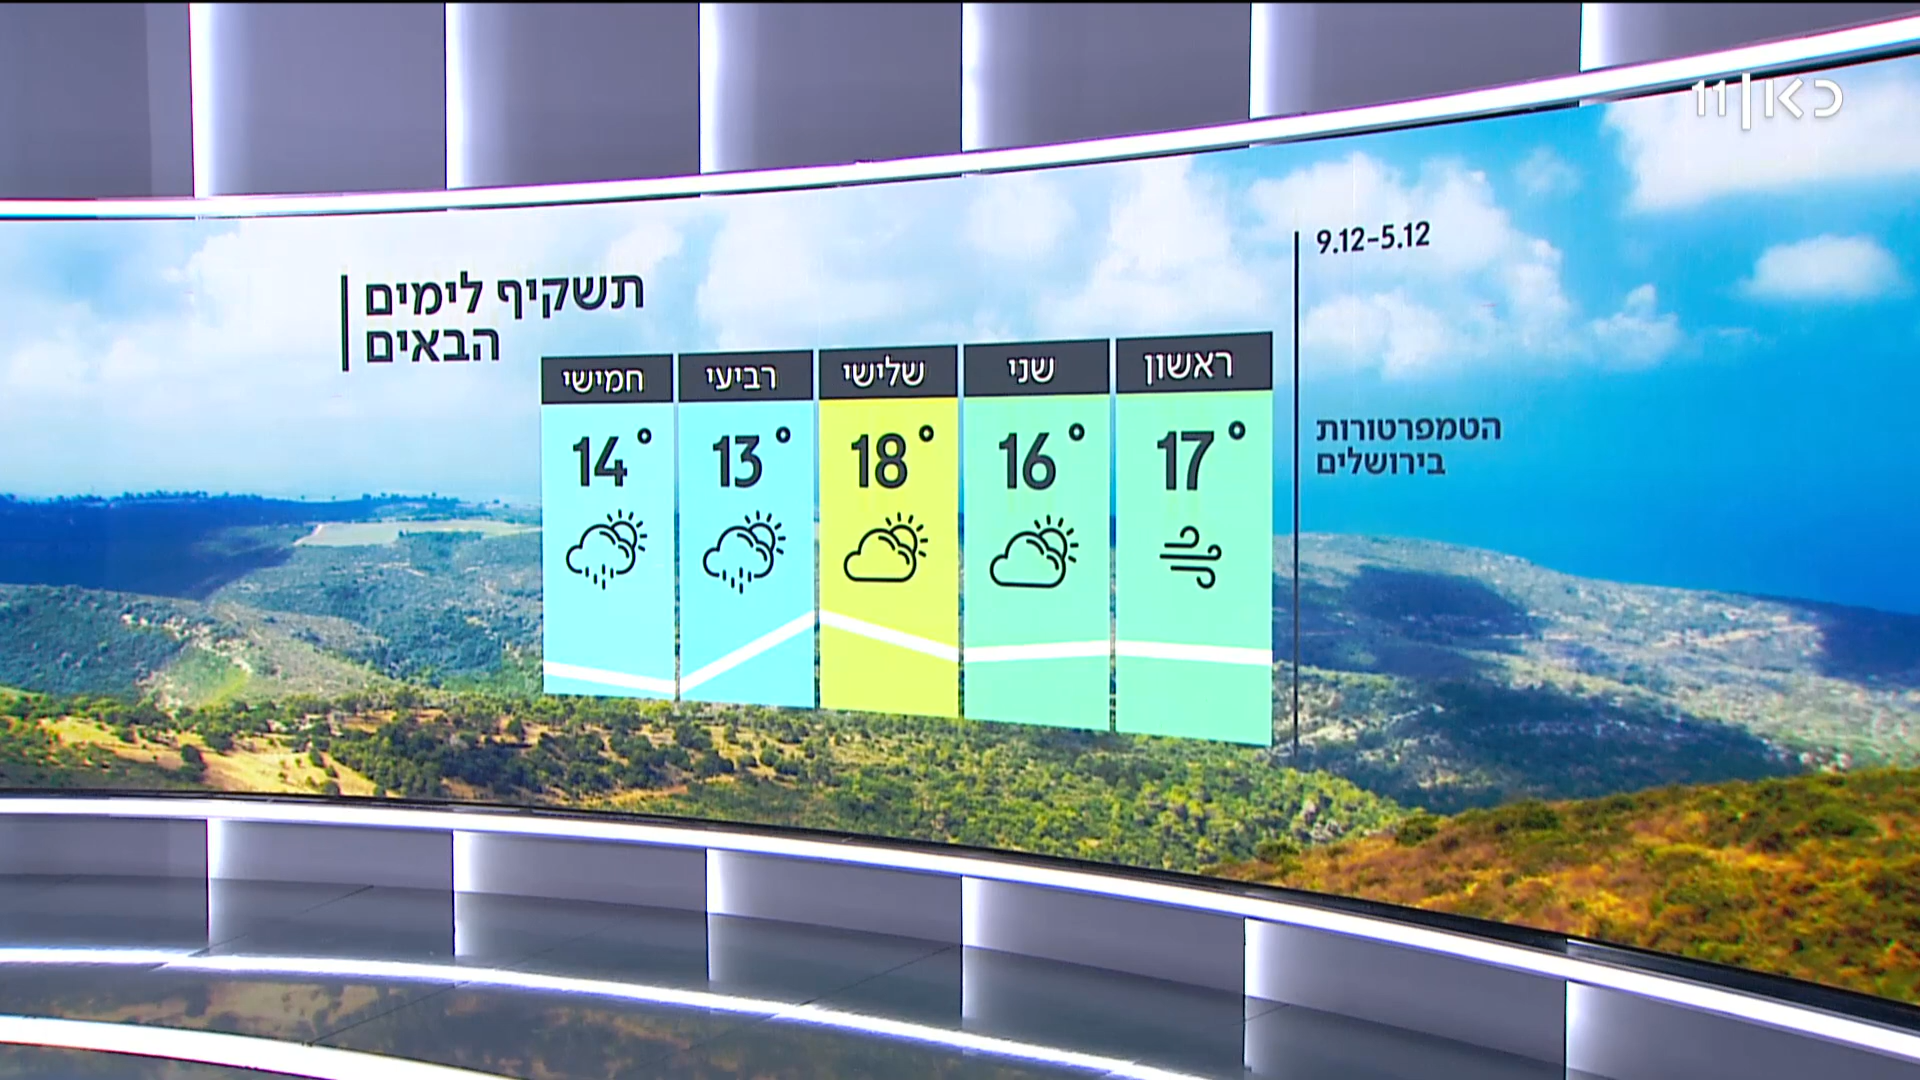 כאן 11
9.12-5.12
תשקיף לימים
הבאים
ראשון
שני
שלישי
רביעי
חמישי
17°
16°
18°
13°
14°
הטמפרטורות
בירושלים